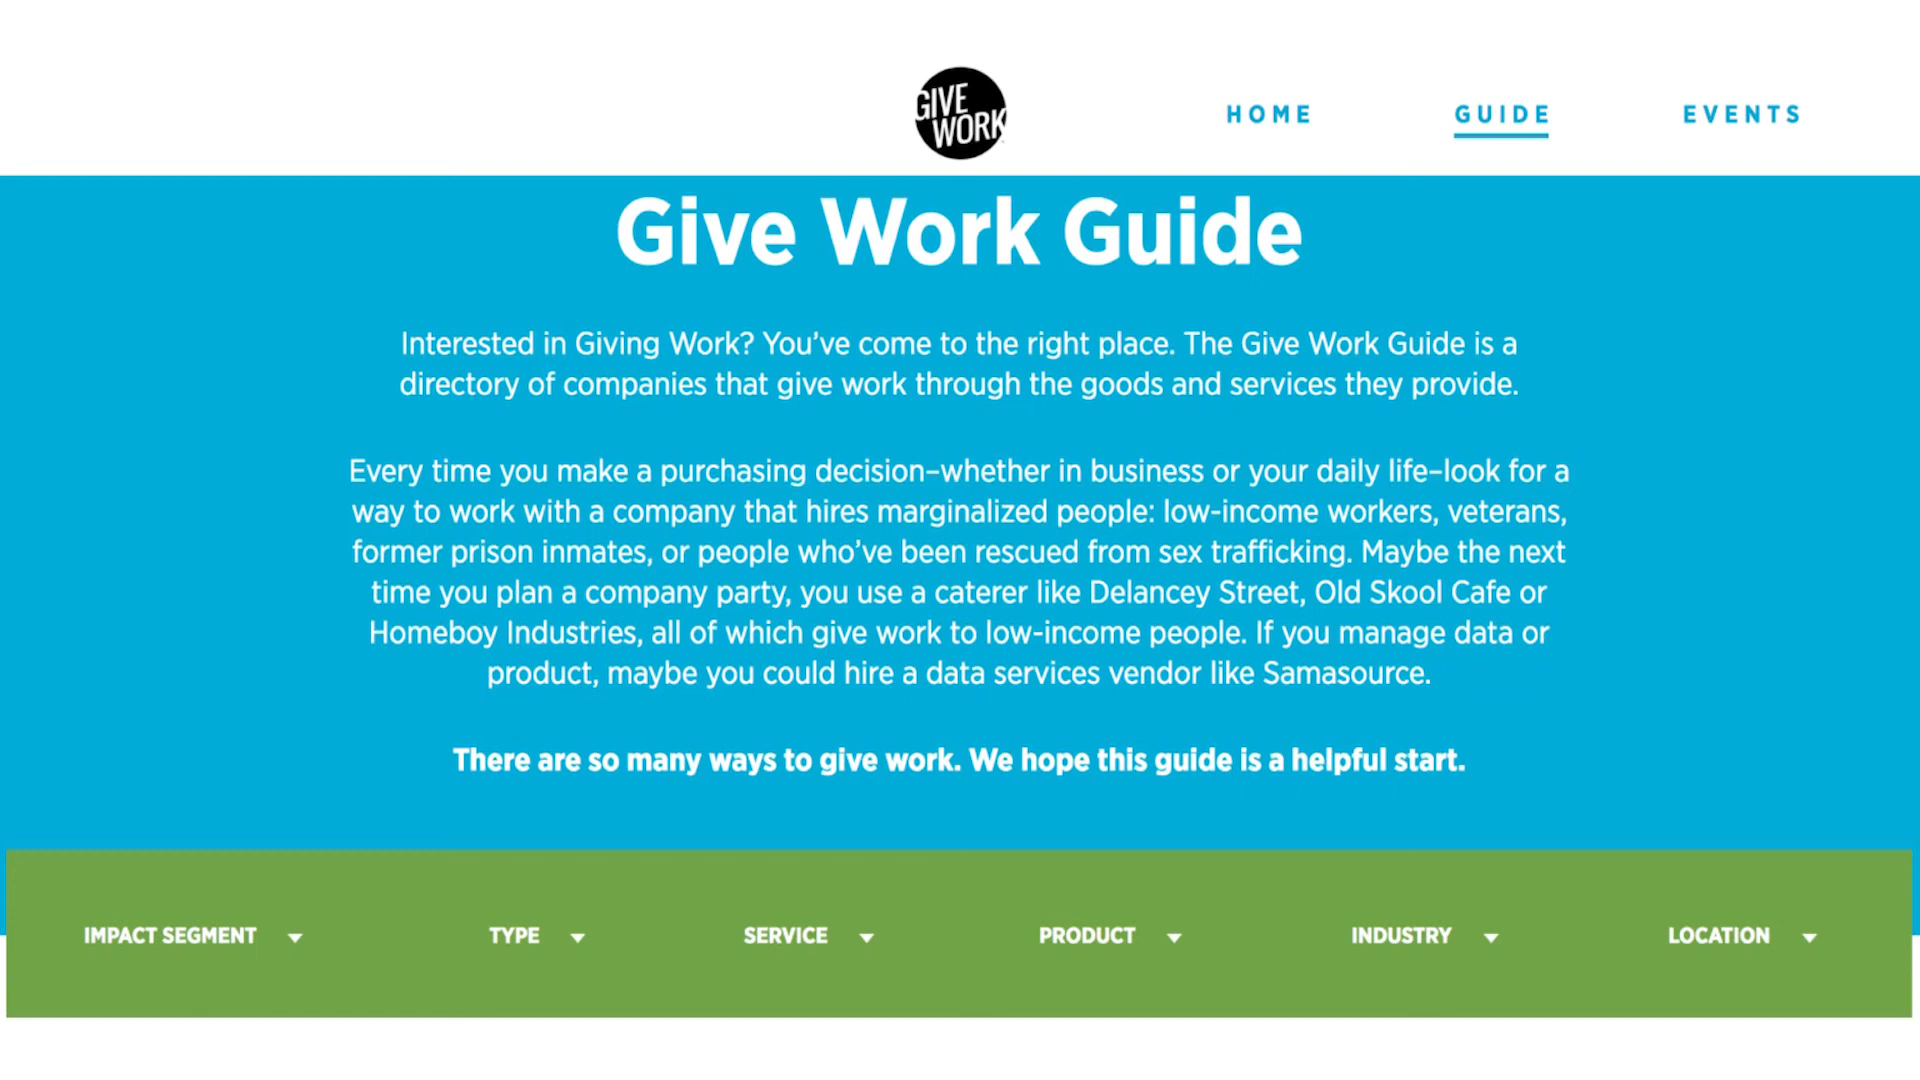 GIVE
WORK
HOME
GUIDE
EVENTS
Give Work Guide
Interested in Giving Work? You’ve come to the right place. The Give Work Guide is a
directory of companies that give work through the goods and services they provide.
Every time you make a purchasing decision–whether in business or your daily life–look for a
way to work with a company that hires marginalized people: low-income workers, veterans,
former prison inmates, or people who’ve been rescued from sex trafficking. Maybe the next
time you plan a company party, you use a caterer like Delancey Street, Old Skool Cafe or
Homeboy Industries, all of which give work to low-income people. If you manage data or
product, maybe you could hire a data services vendor like Samasource.
There are so many ways to give work. We hope this guide is a helpful start.
IMPACT SEGMENT
TYPE
SERVICE
PRODUCT
INDUSTRY
LOCATION